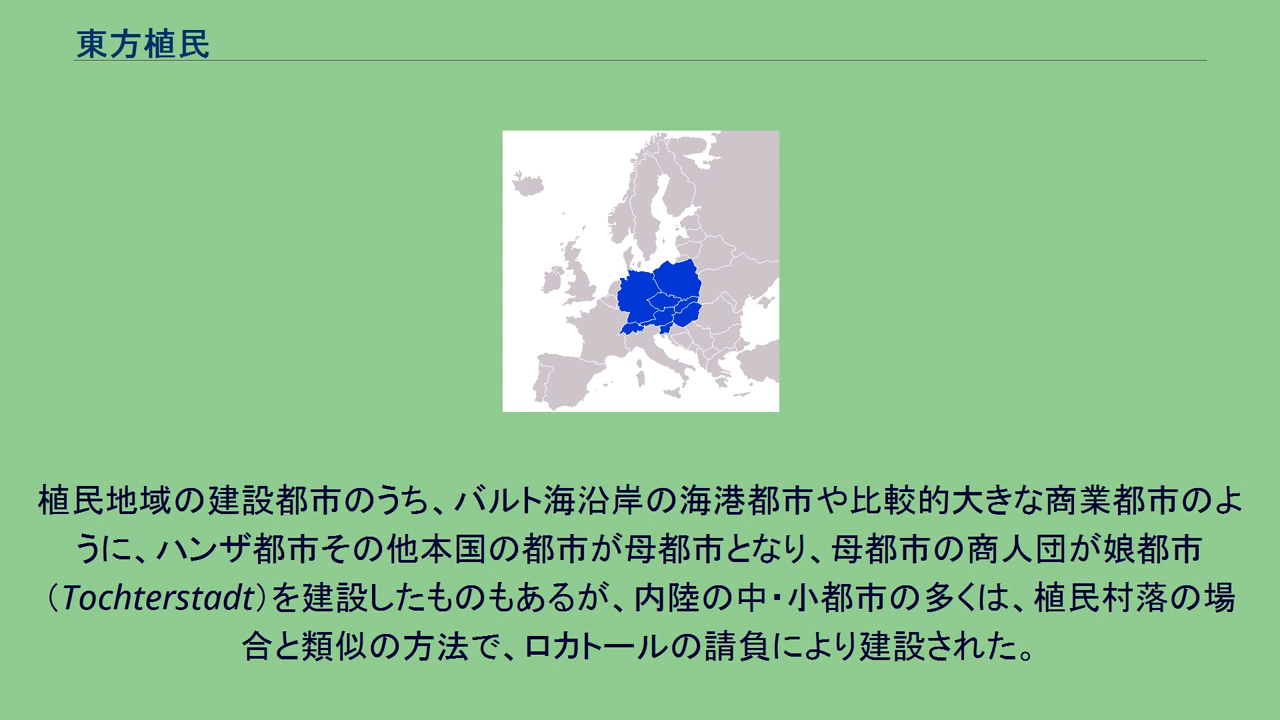 東方植民
植民地域の建設都市のうち、バルト海沿岸の海港都市や比較的大きな商業都市のよ
うに、ハンザ都市その他本国の都市が母都市となり、母都市の商人団が娘都市
（Tochterstadt）を建設したものもあるが、内陸の中・小都市の多くは、植民村落の場
合と類似の方法で、ロカトールの請負により建設された。